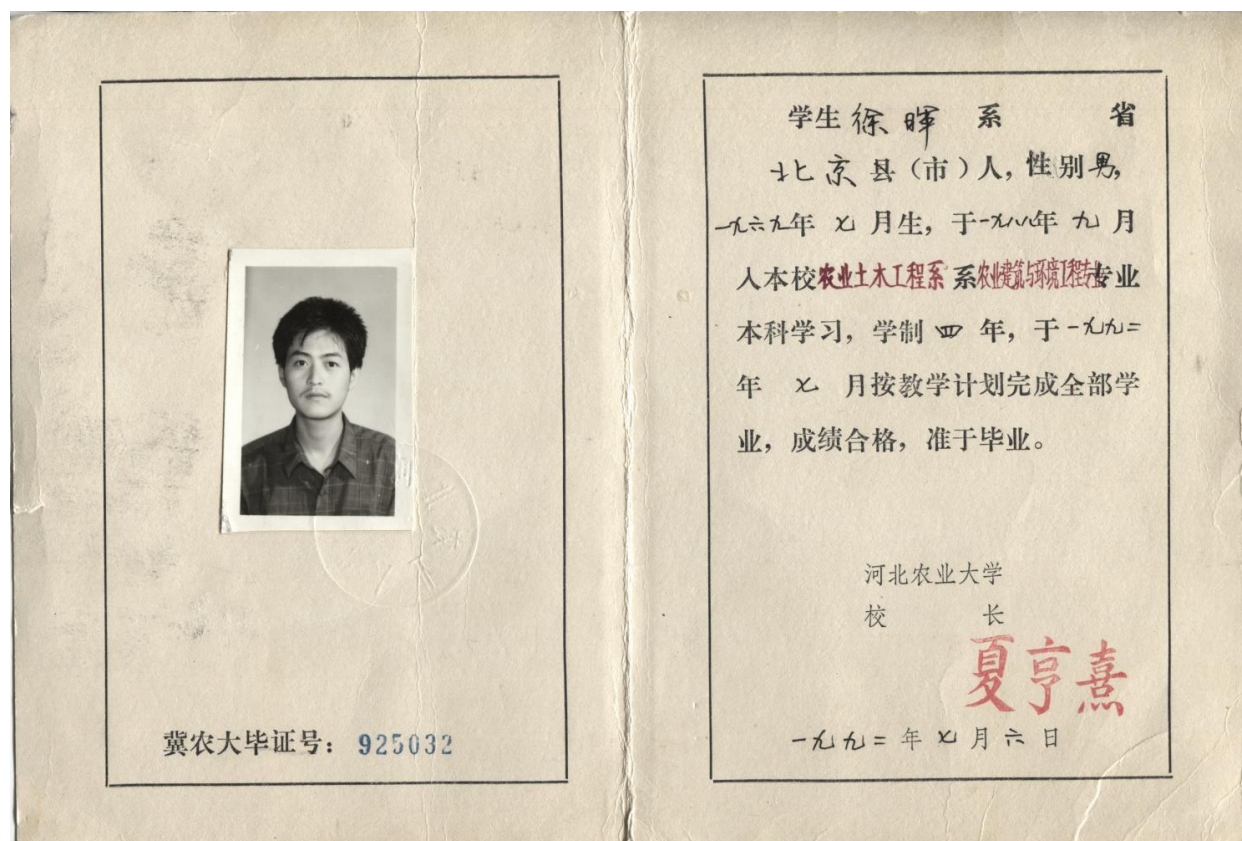 冀农大毕证号：925032
学生徐晖系 省
北京县（市）人，性别男，
一九六九年七月生，于一九八八年九月
入本校农业土木工程系系农业建筑与环境工程专业专业
本科学习，学制四年，于一九九二
年七月按教学计划完成全部学
业，成绩合格，准于毕业。
河北农业大学
校 长
夏亨熹
一九九二年七月六日